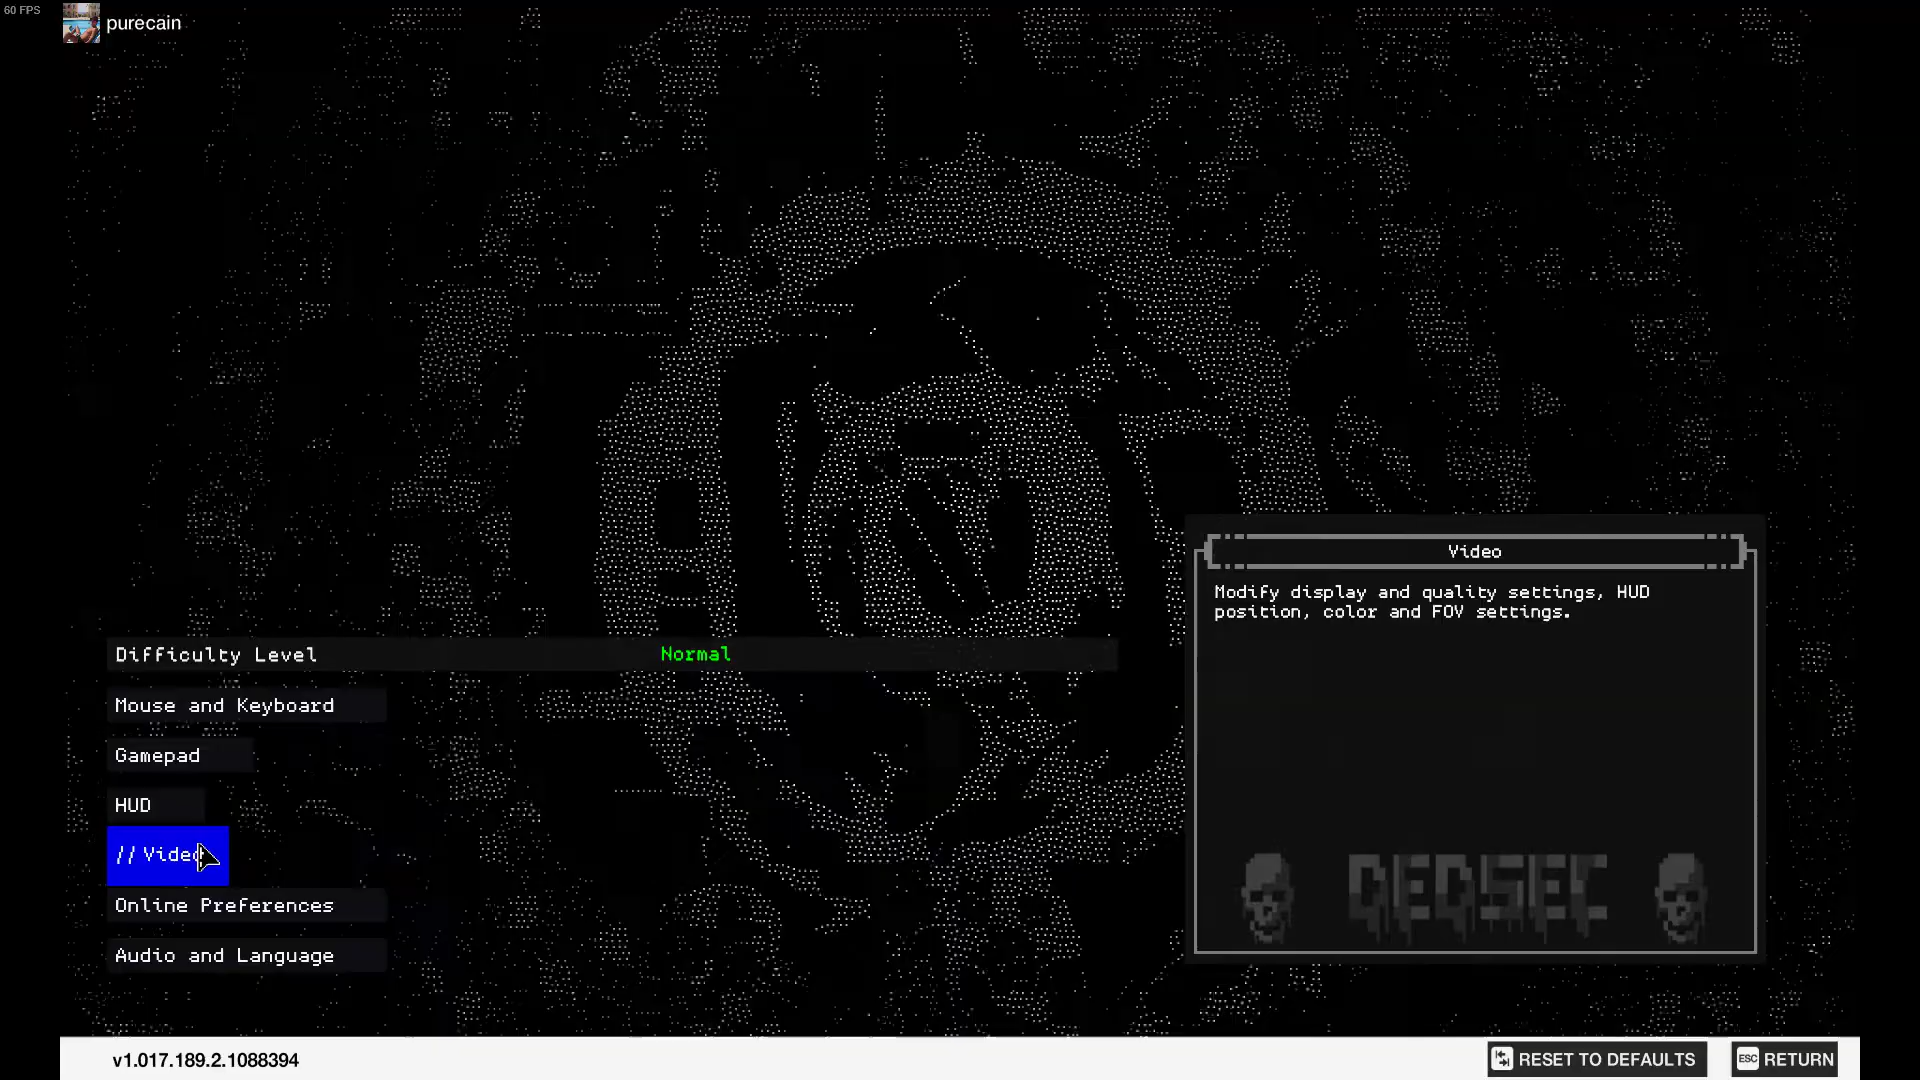 60 FPS
purecain
Difficulty Level Normal
Mouse and Keyboard
Gamepad
HUD
// Video
Online Preferences
Audio and Language
Video
Modify display and quality settings, HUD
position, color and FOV settings.
DEDSEC
v1.017.189.2.1088394
RESET TO DEFAULTS
ESC RETURN